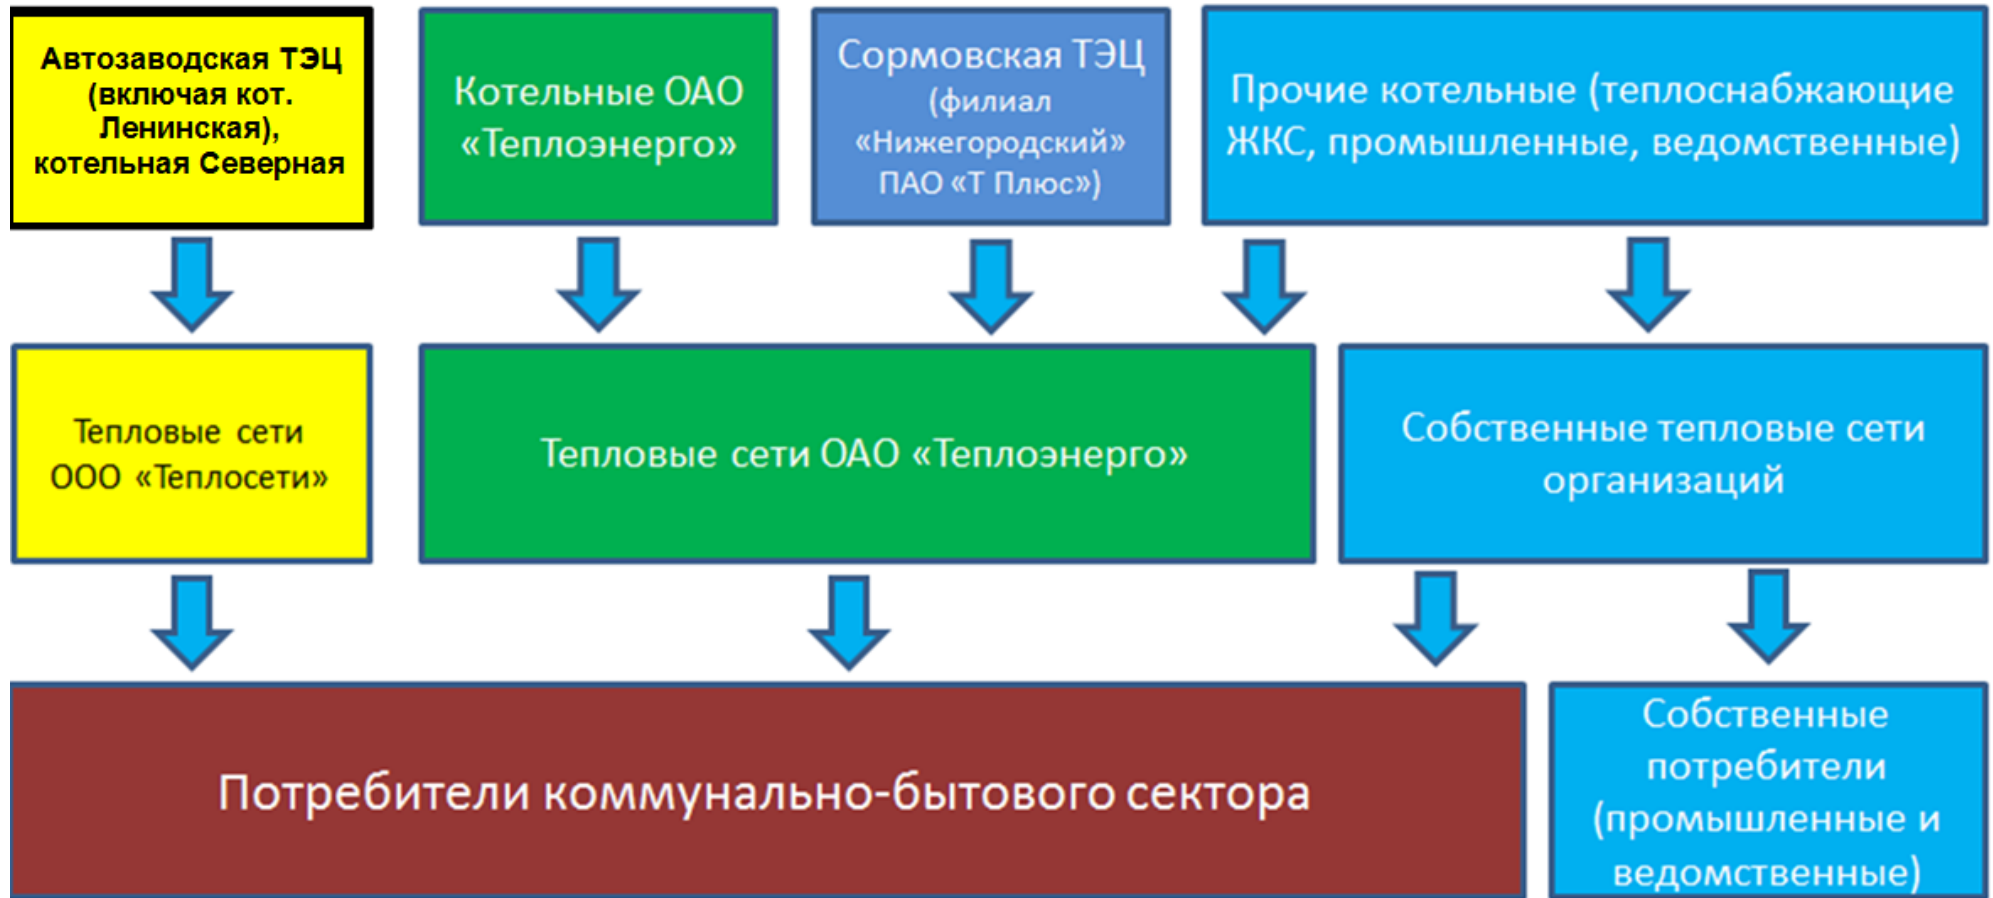 Автозаводская ТЭЦ
(включая кот.
Ленинская),
котельная Северная
Котельные ОАО
«Теплоэнерго»
Сормовская ТЭЦ
(филиал
«Нижегородский»
ПАО «Т Плюс»)
Прочие котельные (теплоснабжающие
ЖКС, промышленные, ведомственные)
Тепловые сети
ООО «Теплосети»
Тепловые сети ОАО «Теплоэнерго»
Собственные тепловые сети
организаций
Потребители коммунально-бытового сектора
Собственные
потребители
(промышленные и
ведомственные)